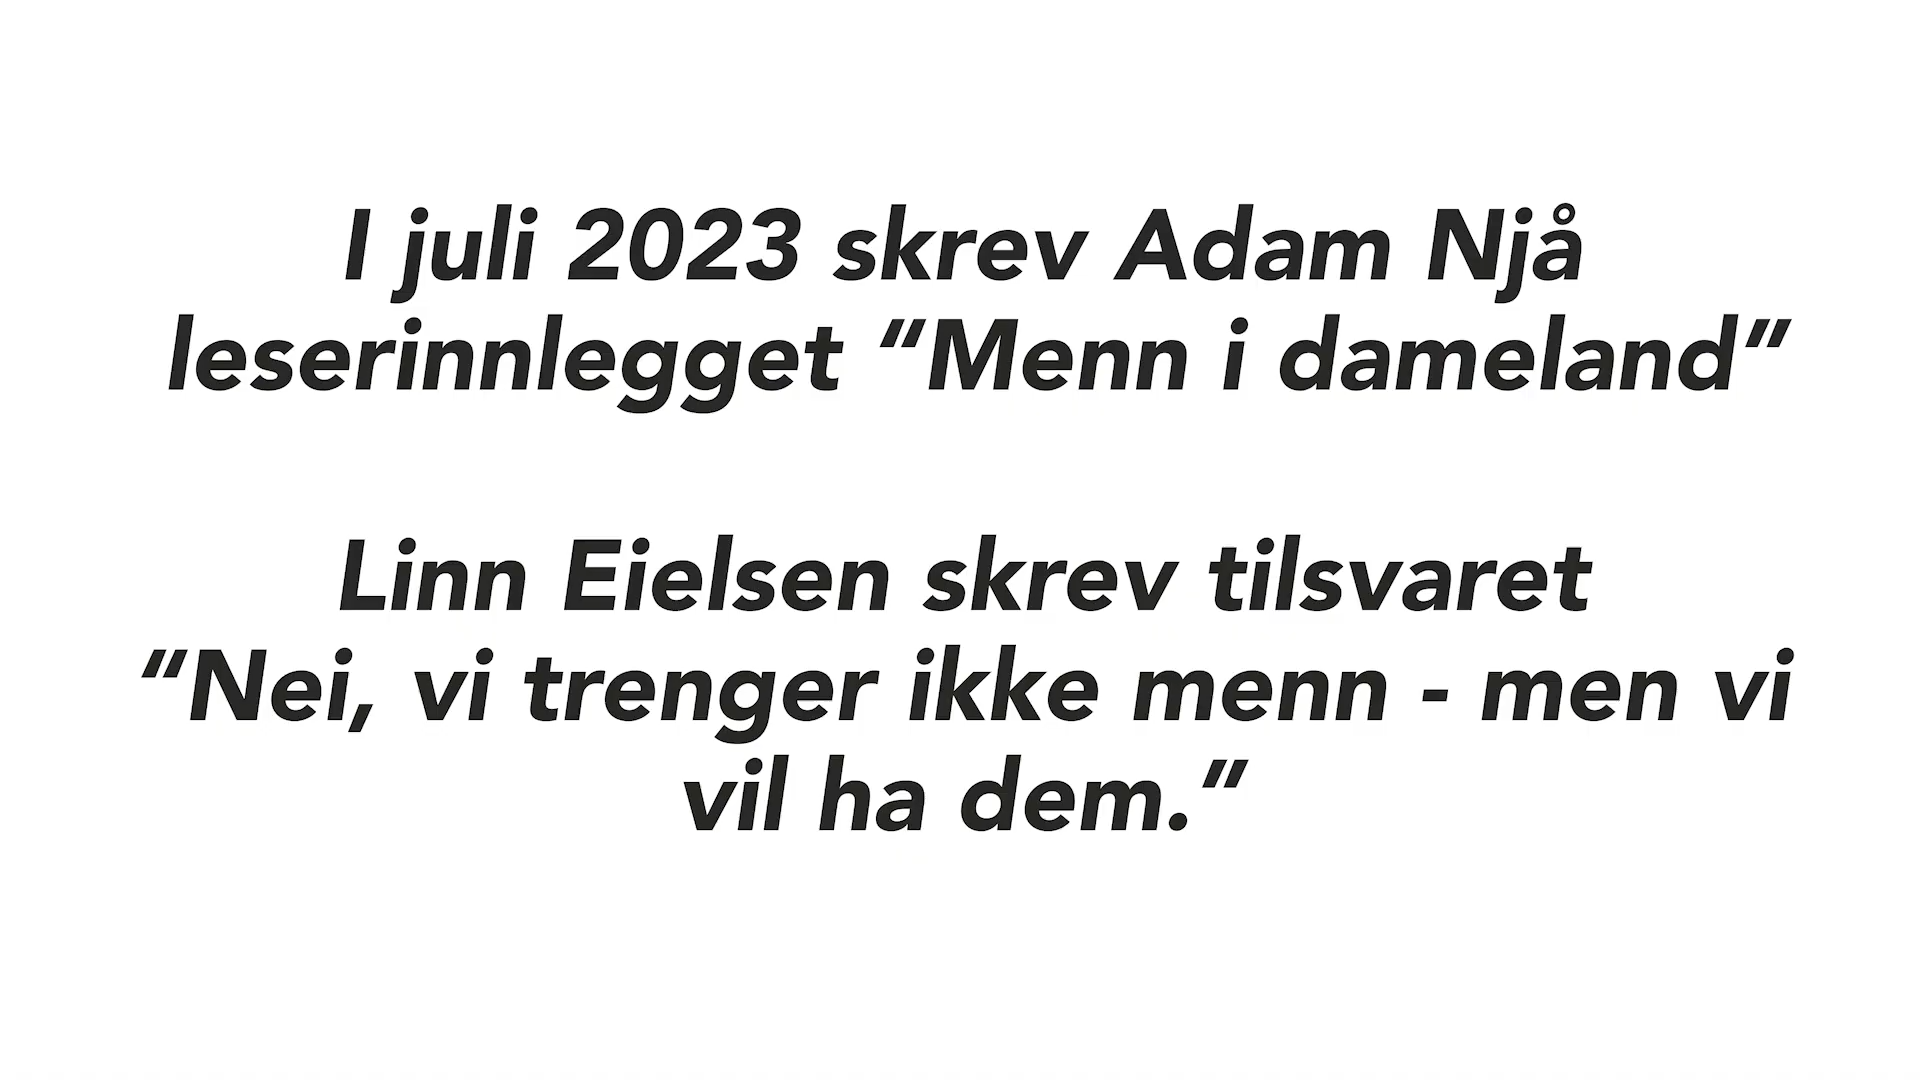 I juli 2023 skrev Adam Njå
leserinnlegget “Menn i dameland”
Linn Eielsen skrev tilsvaret
“Nei, vi trenger ikke menn - men vi
vil ha dem.”